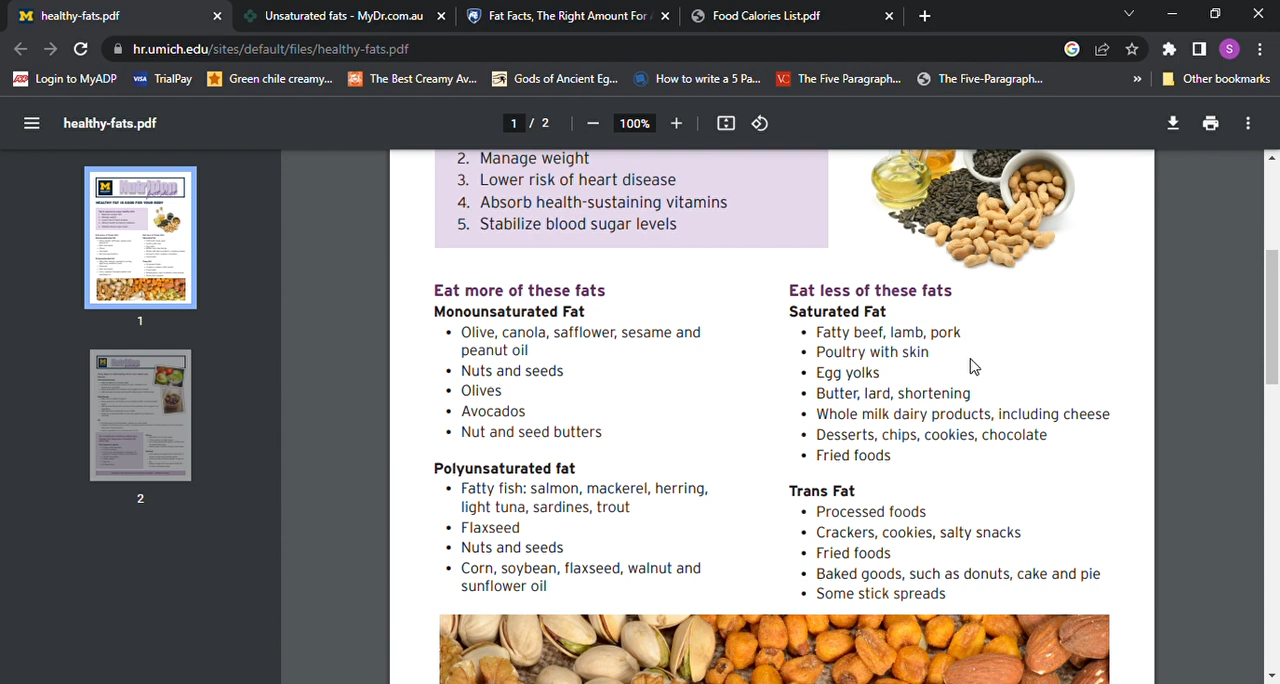 healthy-fats.pdf
Unsaturated fats - MyDr.com.au
Fat Facts, The Right Amount For
Food Calories List.pdf
hr.umich.edu/sites/default/files/healthy-fats.pdf
S
Login to MyADP
VISA
TrialPay
Green chile creamy...
The Best Creamy Av...
Gods of Ancient Eg...
How to write a 5 Pa...
VC
The Five Paragraph...
The Five-Paragraph...
»
Other bookmarks
healthy-fats.pdf
1 / 2
100%
1
2
2. Manage weight
3. Lower risk of heart disease
4. Absorb health-sustaining vitamins
5. Stabilize blood sugar levels
Eat more of these fats
Monounsaturated Fat
• Olive, canola, safflower, sesame and
peanut oil
• Nuts and seeds
• Olives
• Avocados
• Nut and seed butters
Polyunsaturated fat
• Fatty fish: salmon, mackerel, herring,
light tuna, sardines, trout
• Flaxseed
• Nuts and seeds
• Corn, soybean, flaxseed, walnut and
sunflower oil
Eat less of these fats
Saturated Fat
• Fatty beef, lamb, pork
• Poultry with skin
• Egg yolks
• Butter, lard, shortening
• Whole milk dairy products, including cheese
• Desserts, chips, cookies, chocolate
• Fried foods
Trans Fat
• Processed foods
• Crackers, cookies, salty snacks
• Fried foods
• Baked goods, such as donuts, cake and pie
• Some stick spreads